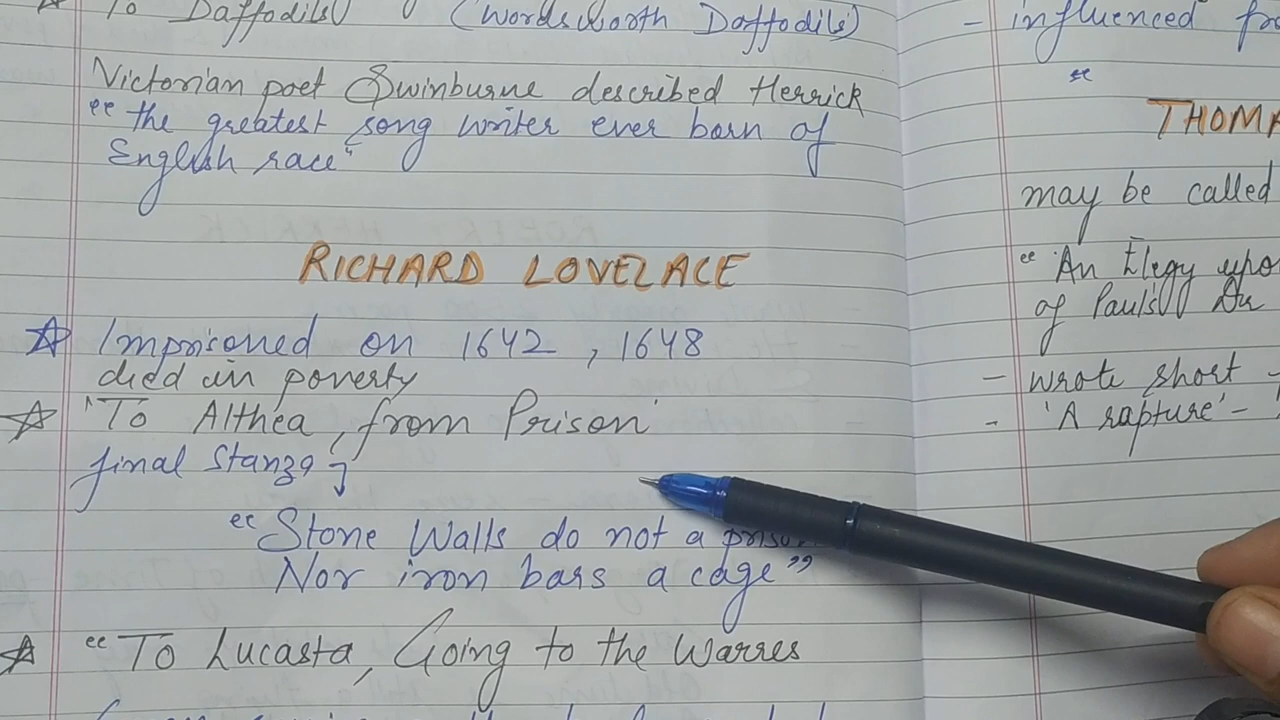 To Daffodils (Wordsworth Daffodils)
Victorian poet Swinburne described Herrick
“ the greatest song writer ever born of
English race“
RICHARD LOVELACE
☆ Imprisoned on 1642 , 1648
died in poverty
☆ 'To Althea, from Prison'
final Stanza
“ Stone Walls do not a prison
Nor iron bars a cage”
☆ “ To Lucasta, Going to the Warres
- influenced
“
THOM
may be called
“ An Elegy upo
of Paul's Dr
- wrote short -
- 'A rapture' -